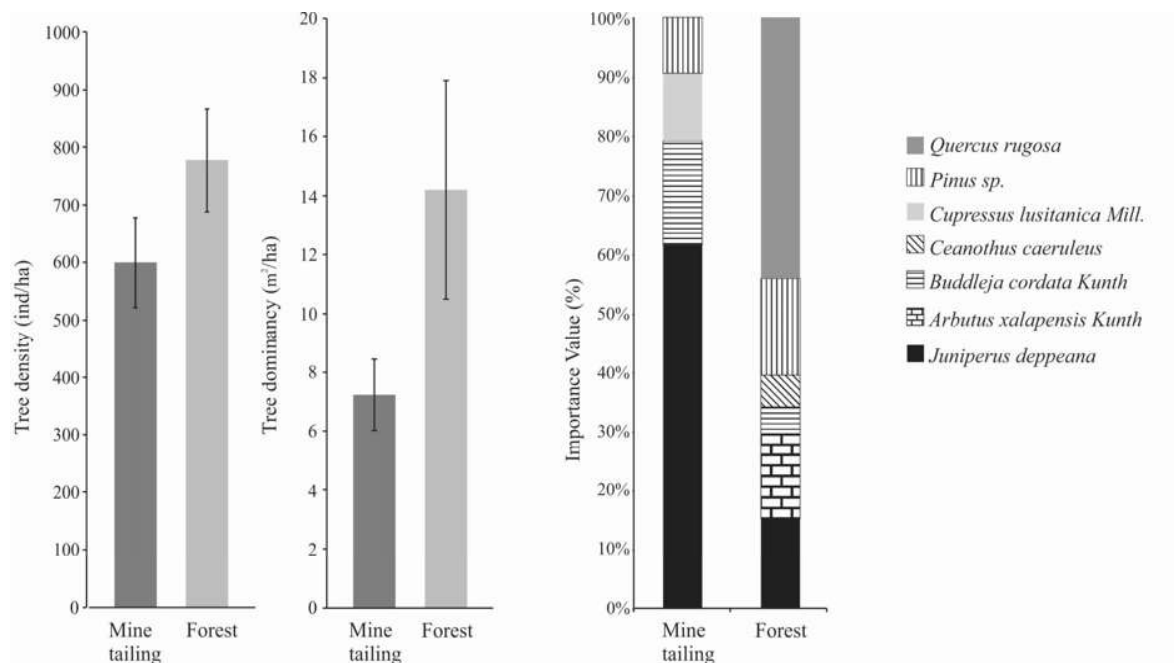 Tree density (ind/ha)
1000
900
800
700
600
500
400
300
200
100
0
Mine
tailing
Forest
Tree dominancy (m²/ha)
20
18
16
14
12
10
8
6
4
2
0
Mine
tailing
Forest
Importance Value (%)
100%
90%
80%
70%
60%
50%
40%
30%
20%
10%
0%
Mine
tailing
Forest
Quercus rugosa
Pinus sp.
Cupressus lusitanica Mill.
Ceanothus caeruleus
Buddleja cordata Kunth
Arbutus xalapensis Kunth
Juniperus deppeana